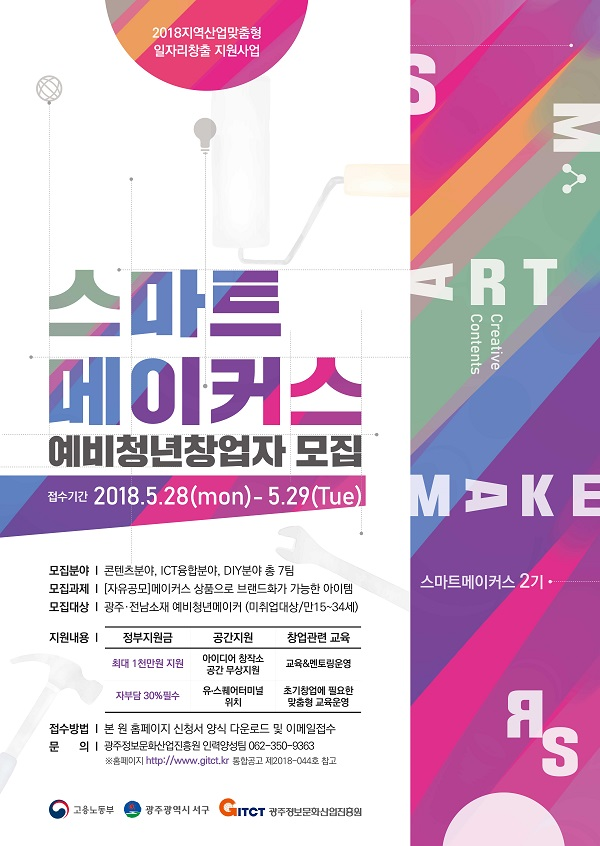 2018지역산업맞춤형
일자리창출 지원사업
스마트
메이커스
예비청년창업자 모집
접수기간 2018.5.28(mon) - 5.29(Tue)
모집분야 | 콘텐츠분야, ICT융합분야, DIY분야 총 7팀
모집과제 | [자유공모]메이커스 상품으로 브랜드화가 가능한 아이템
모집대상 | 광주·전남소재 예비청년메이커 (미취업대상/만15~34세)
지원내용 | 정부지원금 공간지원 창업관련 교육
최대 1천만원 지원 아이디어 창작소 공간 무상지원 교육&멘토링운영
자부담 30%필수 유·스퀘어터미널 위치 초기창업에 필요한 맞춤형 교육운영
접수방법 | 본 원 홈페이지 신청서 양식 다운로드 및 이메일접수
문 의 | 광주정보문화산업진흥원 인력양성팀 062-350-9363
※홈페이지 http://www.gitct.kr 통합공고 제2018-044호 참고
고용노동부 광주광역시 서구 GITCT 광주정보문화산업진흥원
S
M
ART
Creative
Contents
MAKE
스마트메이커스 2기
R
S